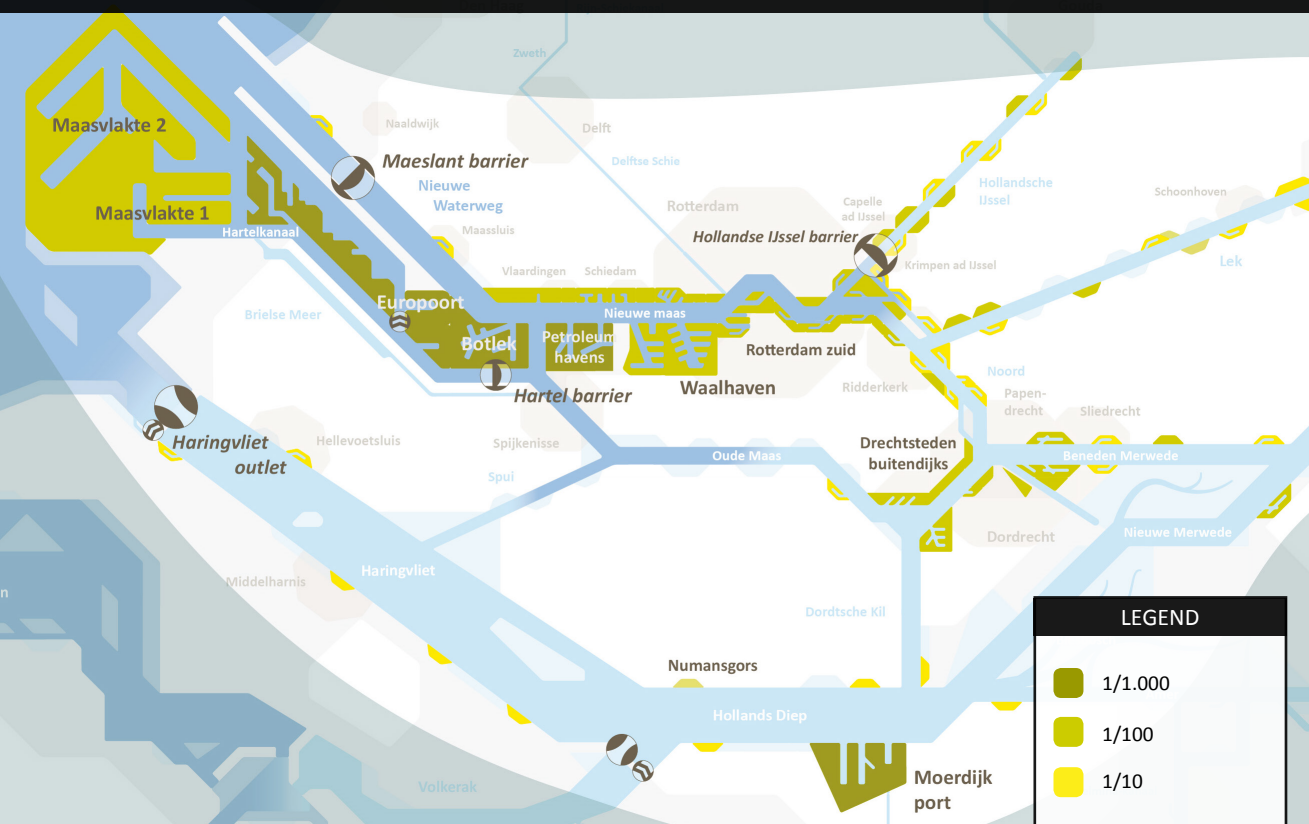 Zweth
Naaldwijk
Delft
Maasvlakte 2
Maeslant barrier
Delftse Schie
Nieuwe
Waterweg
Hollandsche
IJssel
Schoonhoven
Maasvlakte 1
Rotterdam
Capelle
ad IJssel
Hartelkanaal
Maassluis
Hollandse IJssel barrier
Krimpen ad IJssel
Lek
Vlaardingen
Schiedam
Europoort
Brielse Meer
Nieuwe maas
Botlek
Petroleum
havens
Rotterdam zuid
Noord
Waalhaven
Ridderkerk
Papen-
drecht
Sliedrecht
Hartel barrier
Haringvliet
outlet
Hellevoetsluis
Spijkenisse
Drechtsteden
buitendijks
Oude Maas
Beneden Merwede
Spui
Dordrecht
Nieuwe Merwede
Haringvliet
Middelharnis
n
Dordtsche Kil
LEGEND
Numansgors
1/1.000
Hollands Diep
1/100
Moerdijk
port
1/10
Volkerak